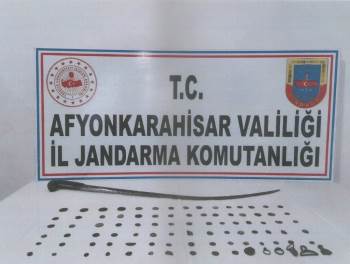 T.C.
AFYONKARAHİSAR VALİLİĞİ
İL JANDARMA KOMUTANLIĞI